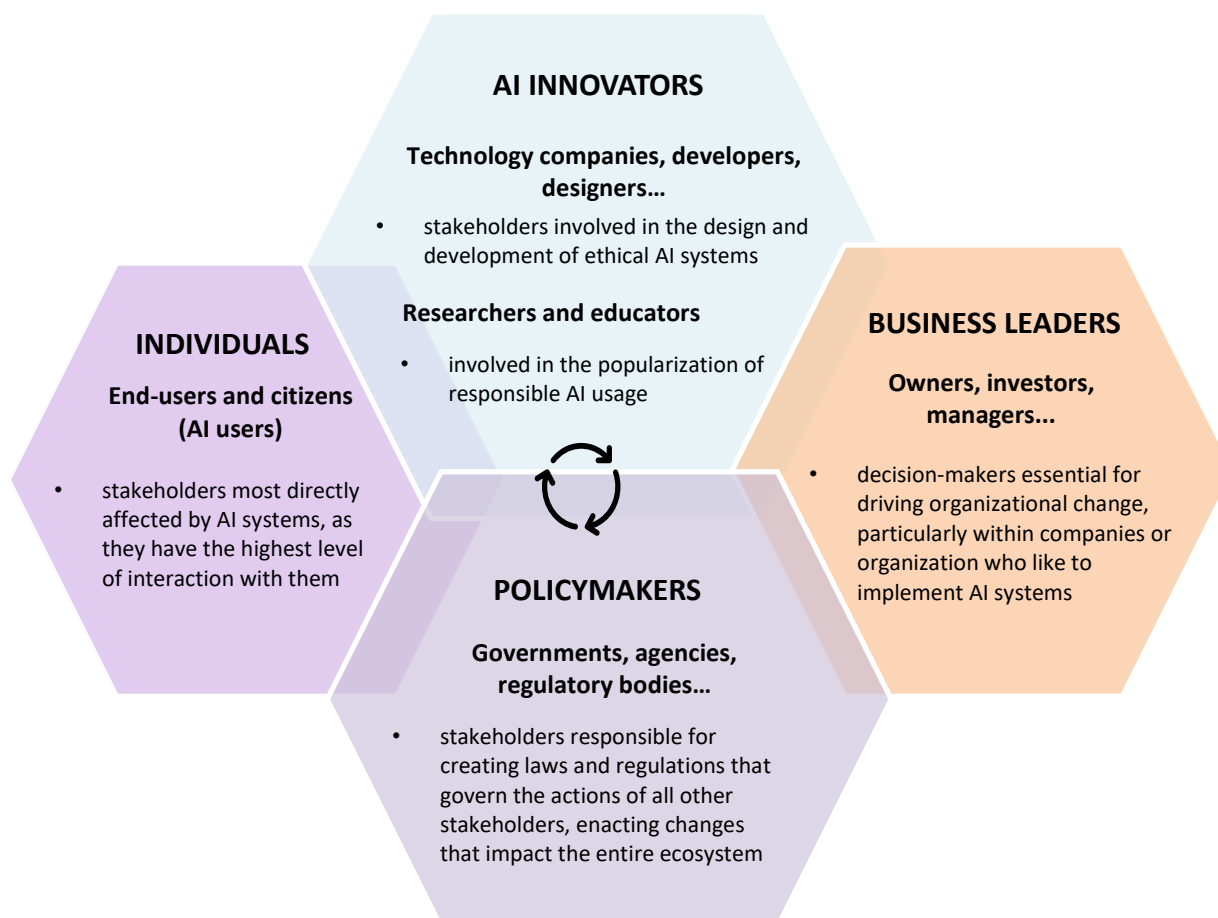 AI INNOVATORS
Technology companies, developers,
designers…
• stakeholders involved in the design and
development of ethical AI systems
Researchers and educators
• involved in the popularization of
responsible AI usage
INDIVIDUALS
End-users and citizens
(AI users)
• stakeholders most directly
affected by AI systems, as
they have the highest level
of interaction with them
BUSINESS LEADERS
Owners, investors,
managers...
• decision-makers essential for
driving organizational change,
particularly within companies or
organization who like to
implement AI systems
POLICYMAKERS
Governments, agencies,
regulatory bodies…
• stakeholders responsible for
creating laws and regulations that
govern the actions of all other
stakeholders, enacting changes
that impact the entire ecosystem